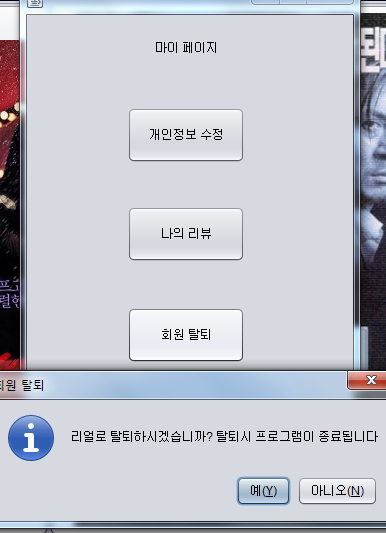 마이 페이지
개인정보 수정
나의 리뷰
회원 탈퇴
탈퇴
리얼로 탈퇴하시겠습니까? 탈퇴시 프로그램이 종료됩니다
예(Y)
아니오(N)